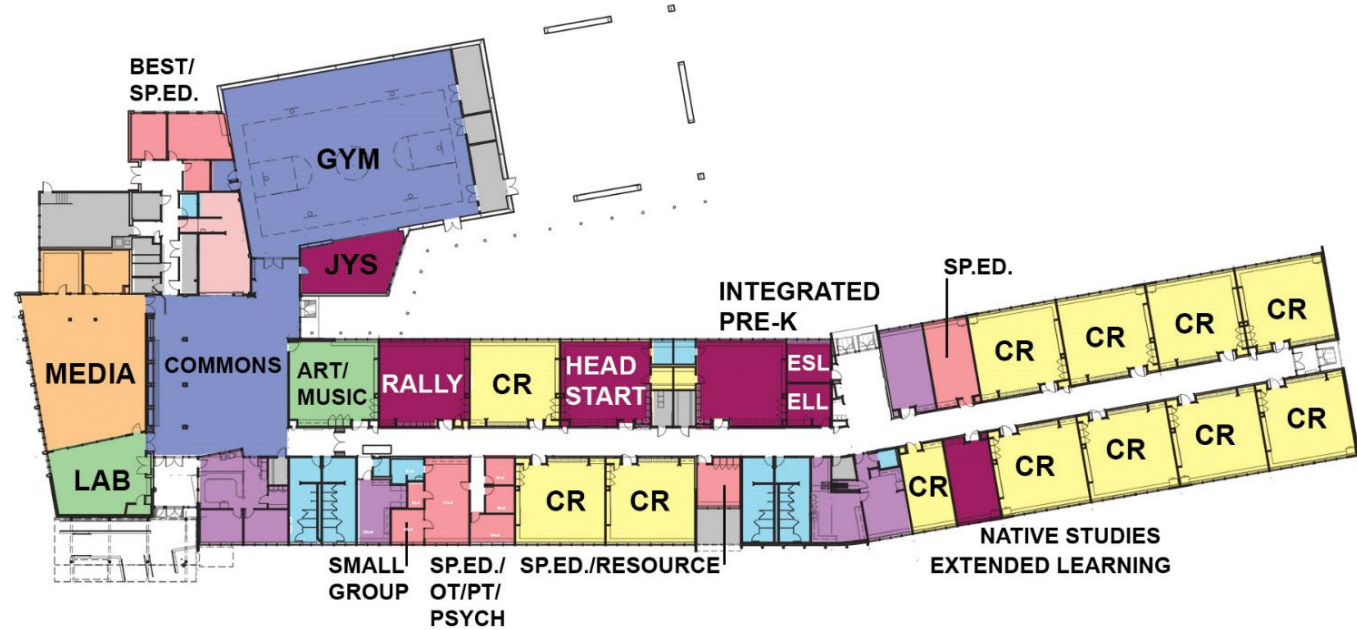 BEST/
SP.ED.
GYM
JYS
SP.ED.
INTEGRATED
PRE-K
CR
CR
CR
CR
MEDIA
COMMONS
ART/
MUSIC
RALLY
CR
HEAD
START
ESL
ELL
LAB
CR
CR
CR
CR
CR
CR
CR
NATIVE STUDIES
EXTENDED LEARNING
SMALL
GROUP
SP.ED./
OT/PT/
PSYCH
SP.ED./RESOURCE